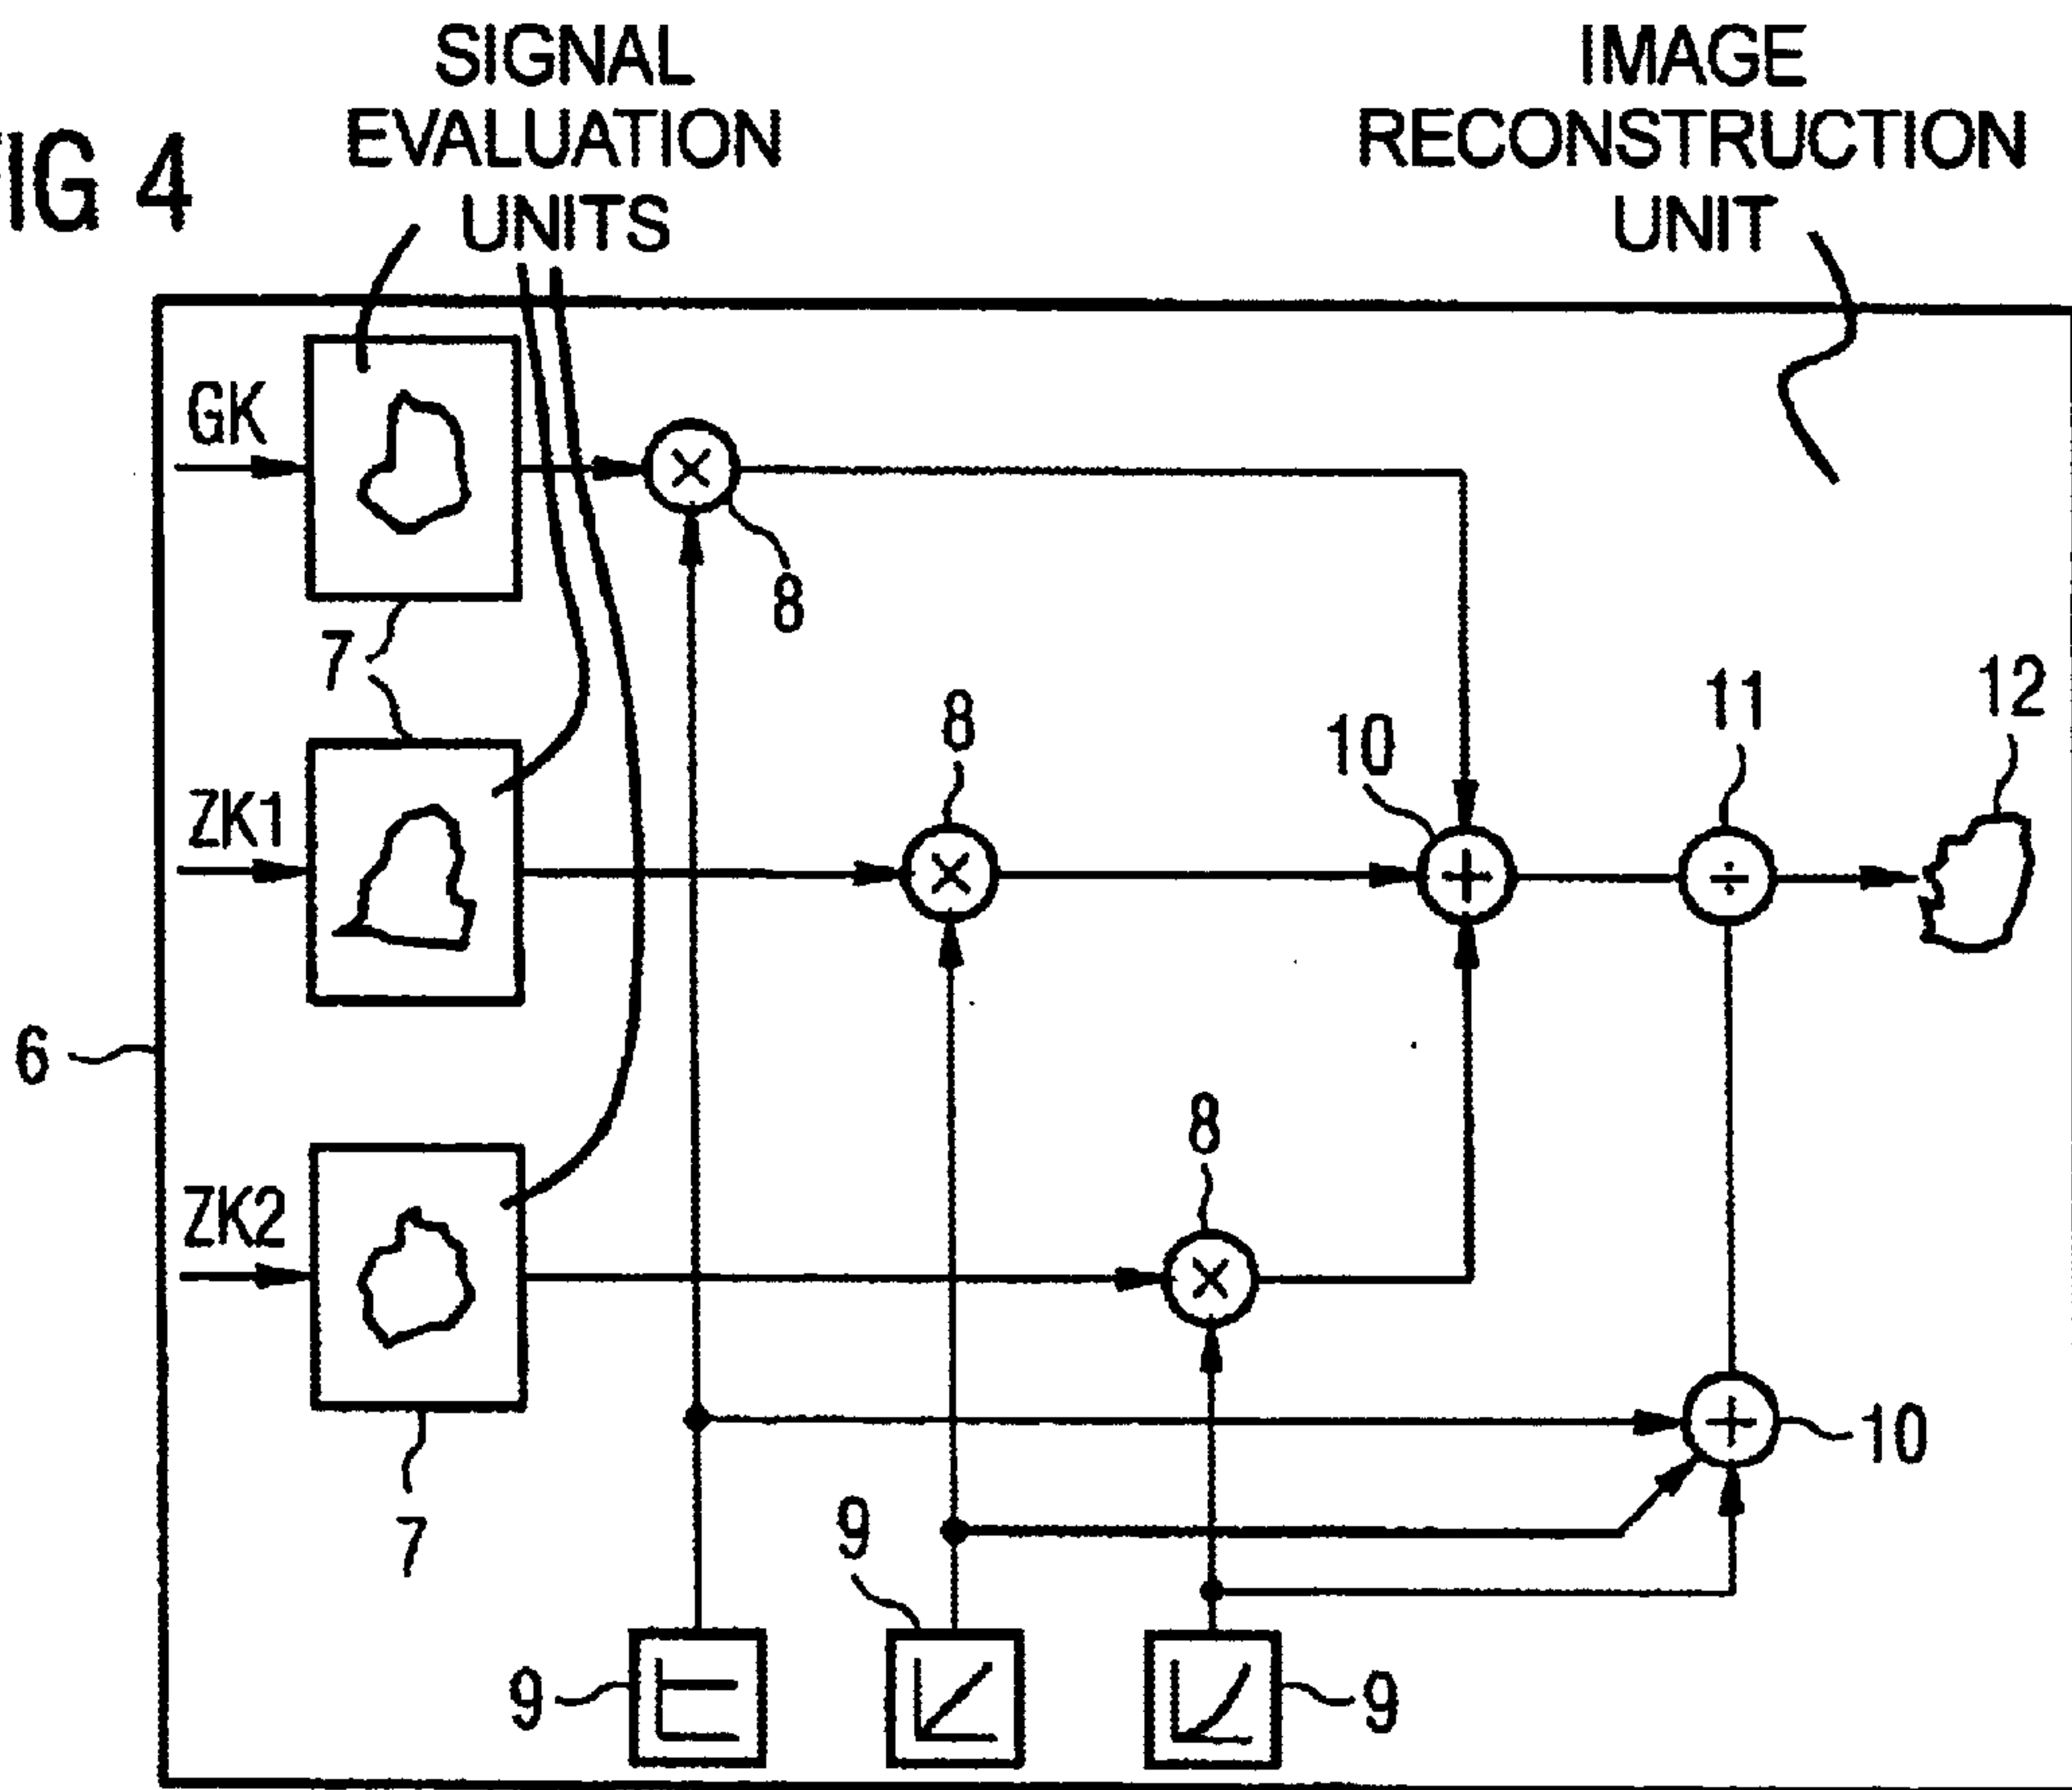 SIGNAL
EVALUATION
UNITS
IMAGE
RECONSTRUCTION
UNIT
FIG 4
GK
8
7
8
10
11
12
ZK1
6
8
ZK2
10
7
9
9
9